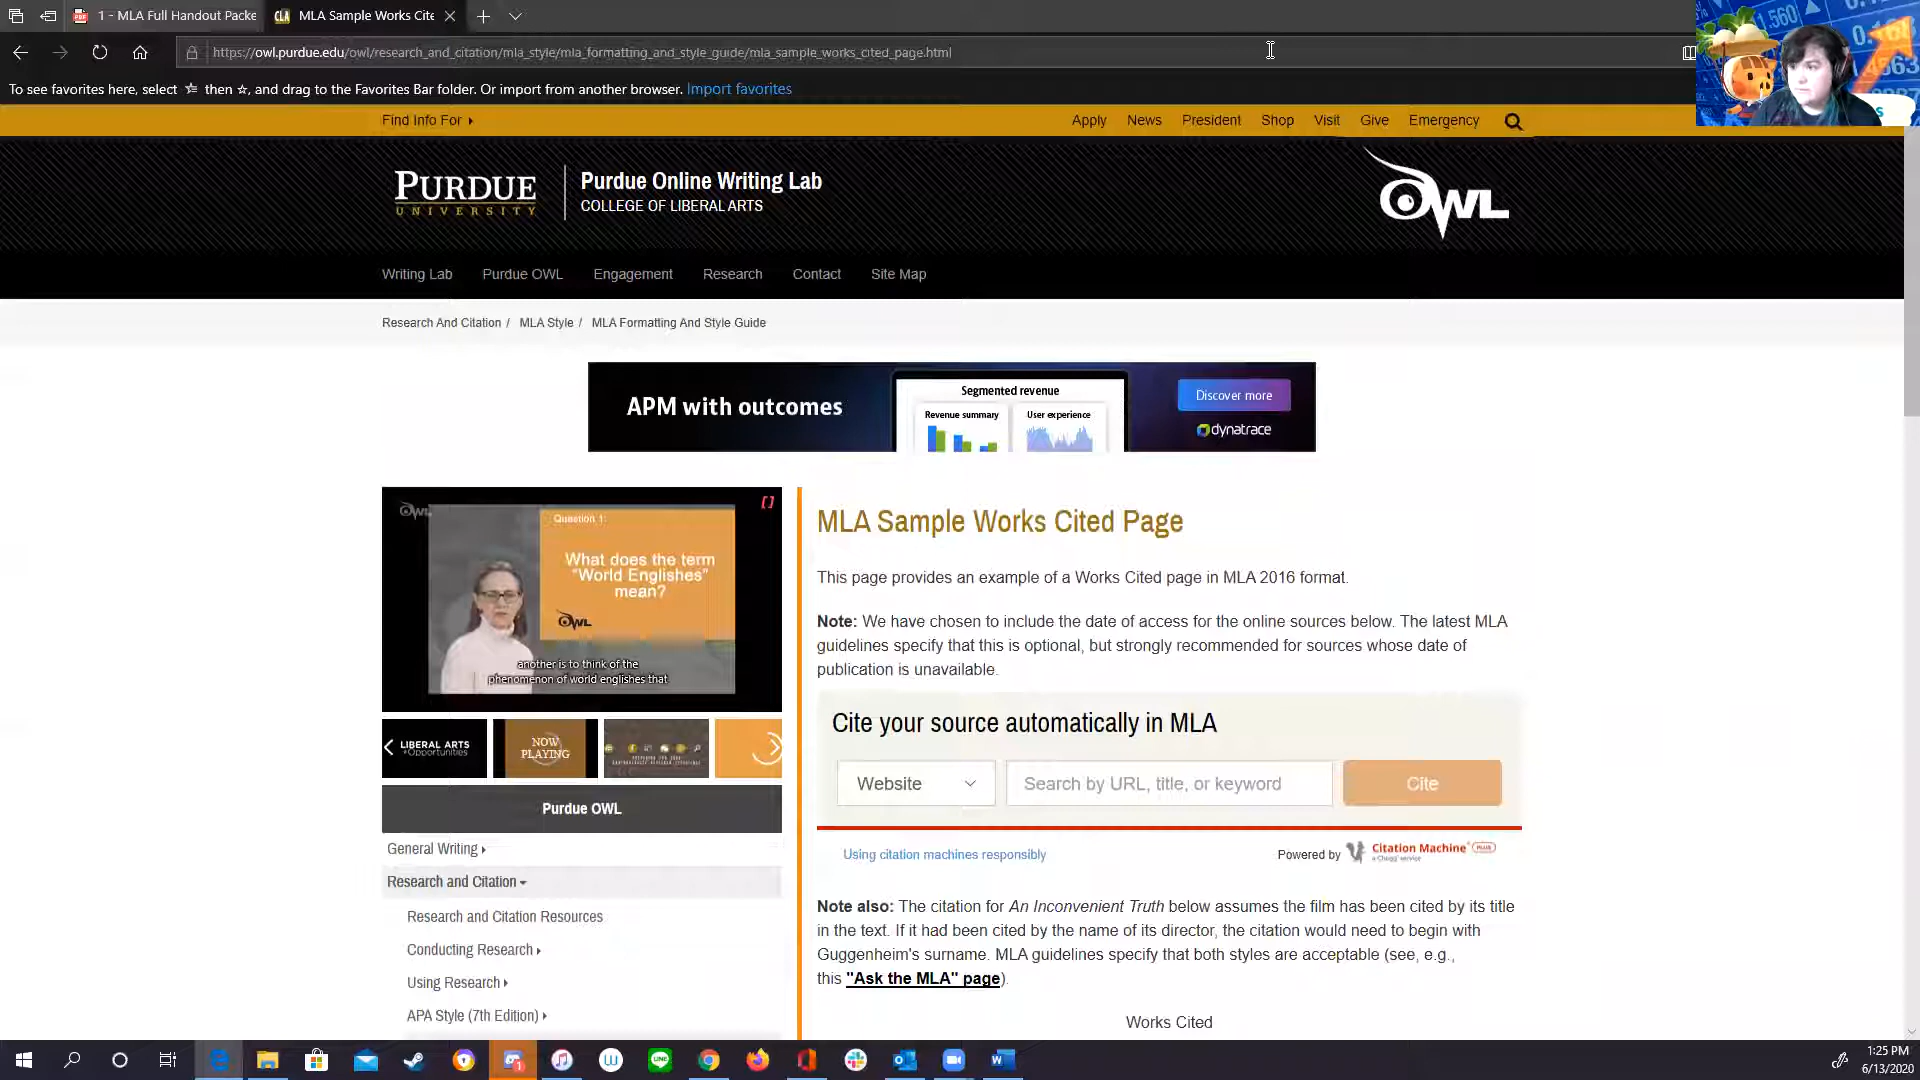 1 - MLA Full Handout Packe
MLA Sample Works Cite
https://owl.purdue.edu/owl/research_and_citation/mla_style/mla_formatting_and_style_guide/mla_sample_works_cited_page.html
To see favorites here, select then ☆, and drag to the Favorites Bar folder. Or import from another browser. Import favorites
Find Info For
Apply News President Shop Visit Give Emergency
PURDUE
UNIVERSITY
Purdue Online Writing Lab
COLLEGE OF LIBERAL ARTS
OWL
Writing Lab Purdue OWL Engagement Research Contact Site Map
Research And Citation / MLA Style / MLA Formatting And Style Guide
APM with outcomes
Segmented revenue
Revenue summary
User experience
Discover more
dynatrace
OWL
Question 1:
What does the term
"World Englishes"
mean?
OWL
another is to think of the
phenomenon of world englishes that
LIBERAL ARTS
+Opportunities
NOW
PLAYING
Purdue OWL
General Writing
Research and Citation
Research and Citation Resources
Conducting Research
Using Research
APA Style (7th Edition)
MLA Sample Works Cited Page
This page provides an example of a Works Cited page in MLA 2016 format.
Note: We have chosen to include the date of access for the online sources below. The latest MLA
guidelines specify that this is optional, but strongly recommended for sources whose date of
publication is unavailable.
Cite your source automatically in MLA
Website
Search by URL, title, or keyword
Cite
Using citation machines responsibly
Powered by Citation Machine PLUS
a Chegg service
Note also: The citation for An Inconvenient Truth below assumes the film has been cited by its title
in the text. If it had been cited by the name of its director, the citation would need to begin with
Guggenheim's surname. MLA guidelines specify that both styles are acceptable (see, e.g.,
this "Ask the MLA" page).
Works Cited
1:25 PM
6/13/2020